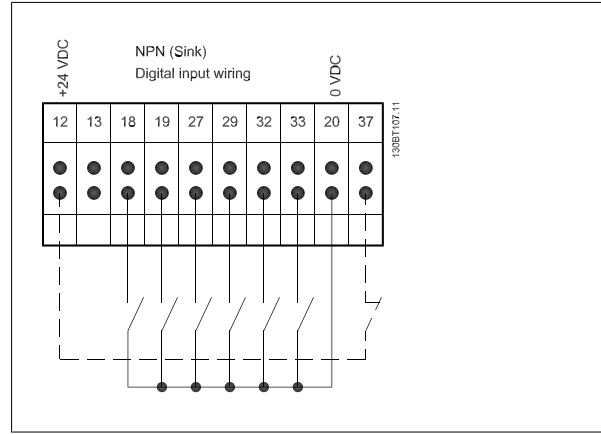 +24 VDC
NPN (Sink)
Digital input wiring
0 VDC
12 13 18 19 27 29 32 33 20 37
130BT107.11